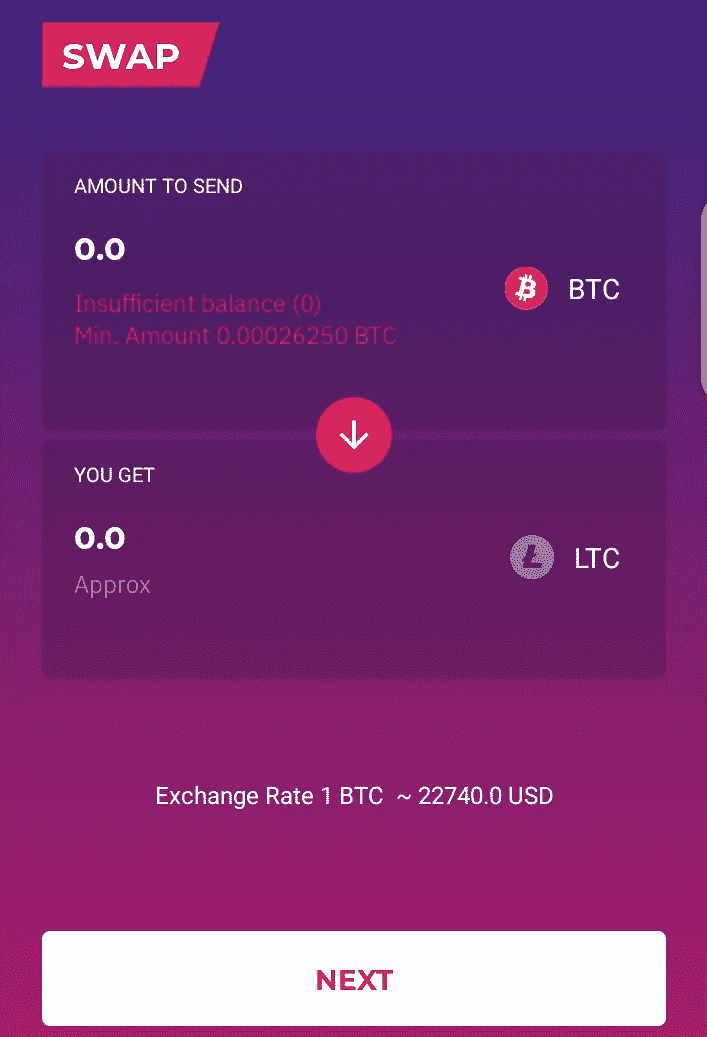 SWAP
AMOUNT TO SEND
0.0
Insufficient balance (0)
Min. Amount 0.00026250 BTC
BTC
YOU GET
0.0
Approx
LTC
Exchange Rate 1 BTC ~ 22740.0 USD
NEXT